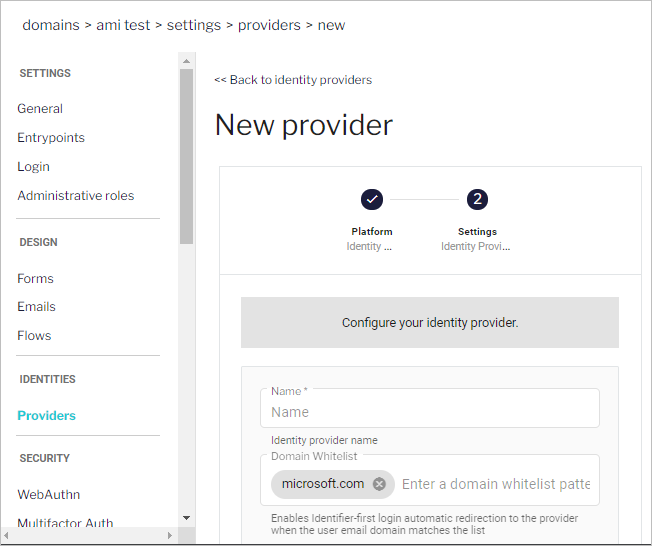 domains > ami test > settings > providers > new
SETTINGS
General
Entrypoints
Login
Administrative roles
DESIGN
Forms
Emails
Flows
IDENTITIES
Providers
SECURITY
WebAuthn
Multifactor Auth
<< Back to identity providers
New provider
2
Platform
Settings
Identity ...
Identity Provi...
Configure your identity provider.
Name *
Name
Identity provider name
Domain Whitelist
microsoft.com
Enter a domain whitelist patte
Enables Identifier-first login automatic redirection to the provider
when the user email domain matches the list